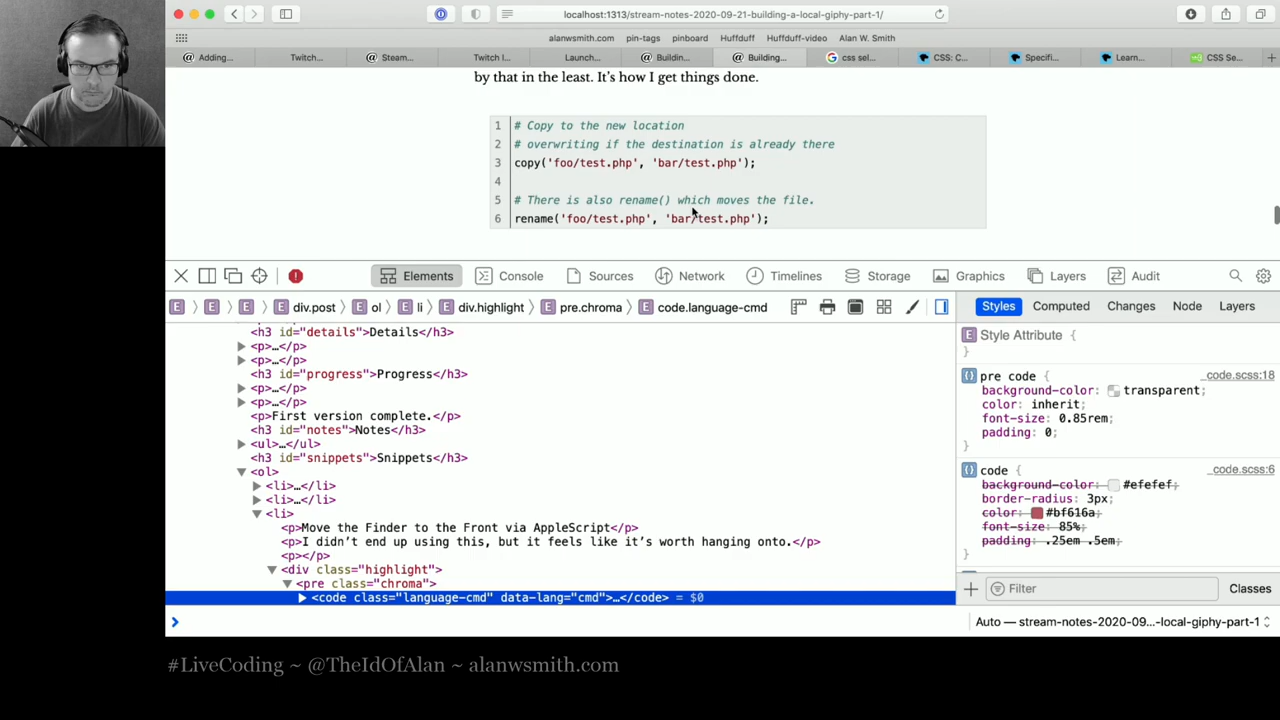 localhost:1313/stream-notes-2020-09-21-building-a-local-giphy-part-1/
alanwsmith.com pin-tags pinboard Huffduff Huffduff-video Alan W. Smith
Adding... Twitch... Steam... Twitch I... Launch... Buildin... Building... css sel... CSS: C... Specifi... Learn... CSS Se...
by that in the least. It's how I get things done.
1 # Copy to the new location
2 # overwriting if the destination is already there
3 copy('foo/test.php', 'bar/test.php');
4
5 # There is also rename() which moves the file.
6 rename('foo/test.php', 'bar/test.php');
Elements Console Sources Network Timelines Storage Graphics Layers Audit
E E E div.post E ol E li E div.highlight E pre.chroma E code.language-cmd
Styles Computed Changes Node Layers
<h3 id="details">Details</h3>
<p>…</p>
<p>…</p>
<h3 id="progress">Progress</h3>
<p>…</p>
<p>…</p>
<p>First version complete.</p>
<h3 id="notes">Notes</h3>
<ul>…</ul>
<h3 id="snippets">Snippets</h3>
<ol>
<li>…</li>
<li>…</li>
<li>
<p>Move the Finder to the Front via AppleScript</p>
<p>I didn't end up using this, but it feels like it's worth hanging onto.</p>
<p></p>
<div class="highlight">
<pre class="chroma">
<code class="language-cmd" data-lang="cmd">…</code> = $0
E Style Attribute {
}
pre code { code.scss:18
background-color: transparent;
color: inherit;
font-size: 0.85rem;
padding: 0;
}
code { code.scss:6
background-color: #efefef;
border-radius: 3px;
color: #bf616a;
font-size: 85%;
padding: .25em .5em;
}
Filter Classes
Auto — stream-notes-2020-09...-local-giphy-part-1
#LiveCoding ~ @TheIdOfAlan ~ alanwsmith.com